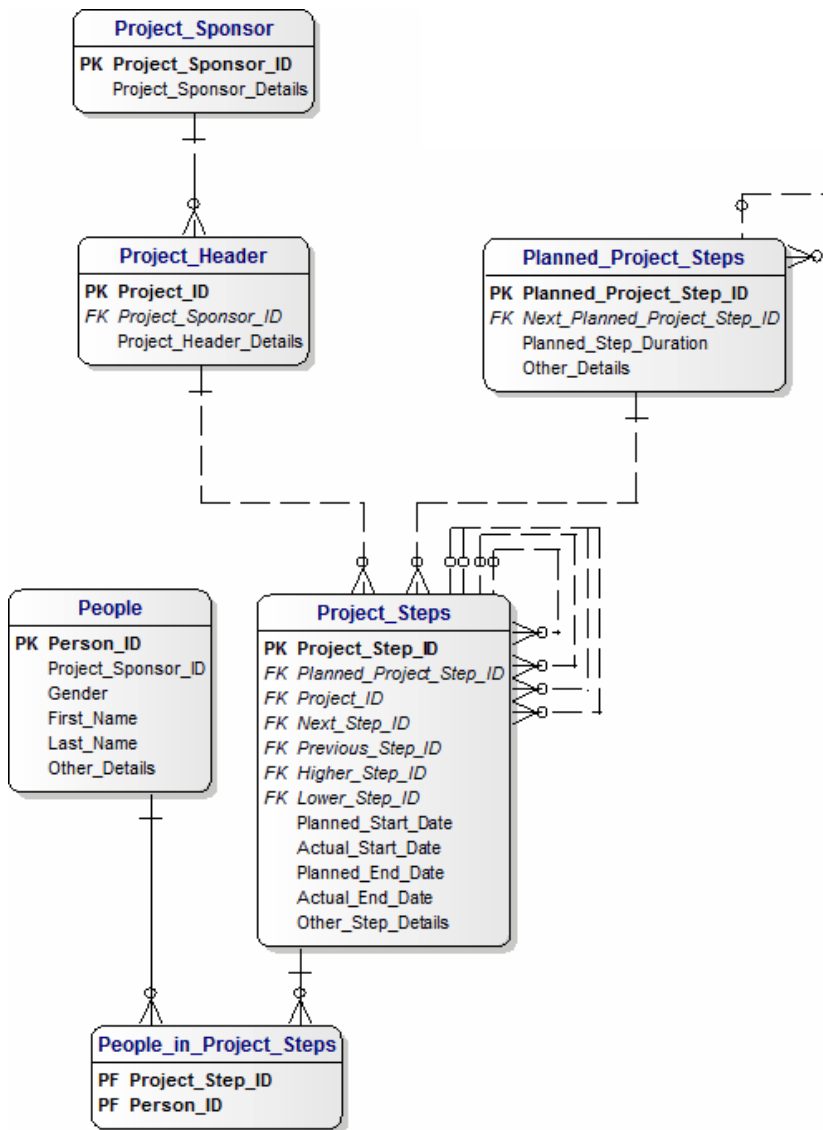 Project_Sponsor
PK Project_Sponsor_ID
Project_Sponsor_Details
Project_Header
PK Project_ID
FK Project_Sponsor_ID
Project_Header_Details
Planned_Project_Steps
PK Planned_Project_Step_ID
FK Next_Planned_Project_Step_ID
Planned_Step_Duration
Other_Details
People
PK Person_ID
Project_Sponsor_ID
Gender
First_Name
Last_Name
Other_Details
Project_Steps
PK Project_Step_ID
FK Planned_Project_Step_ID
FK Project_ID
FK Next_Step_ID
FK Previous_Step_ID
FK Higher_Step_ID
FK Lower_Step_ID
Planned_Start_Date
Actual_Start_Date
Planned_End_Date
Actual_End_Date
Other_Step_Details
People_in_Project_Steps
PF Project_Step_ID
PF Person_ID